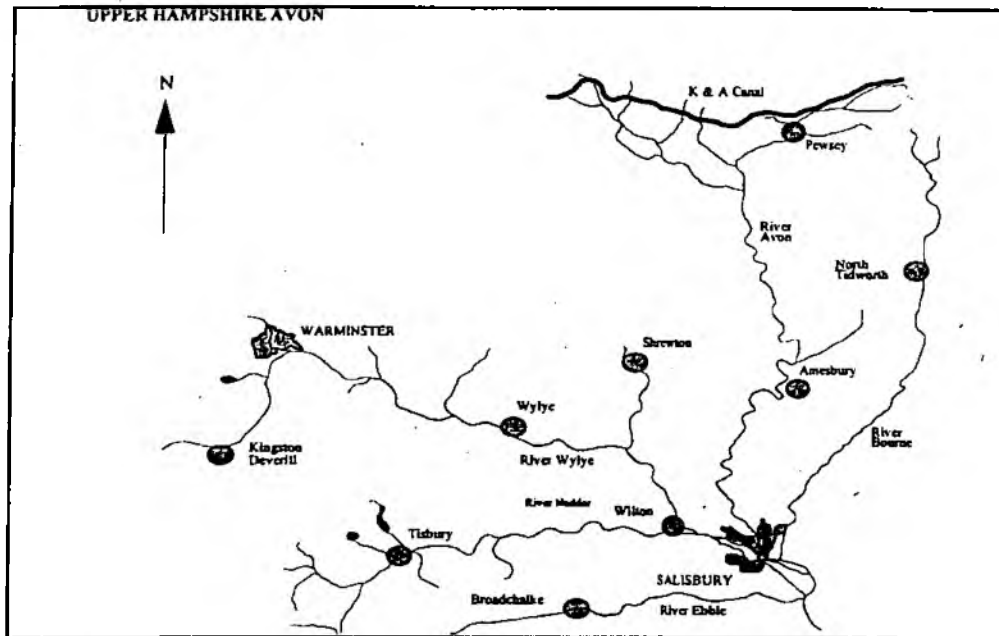 UPPER HAMPSHIRE AVON
N
K & A Canal
Pewsey
River
Avon
North
Tidworth
WARMINSTER
Shrewton
Amesbury
Wylye
River
Bourne
Kingston
Deverill
River Wylye
River Nadder
Wilton
Tisbury
SALISBURY
Broadchalke
River Ebble